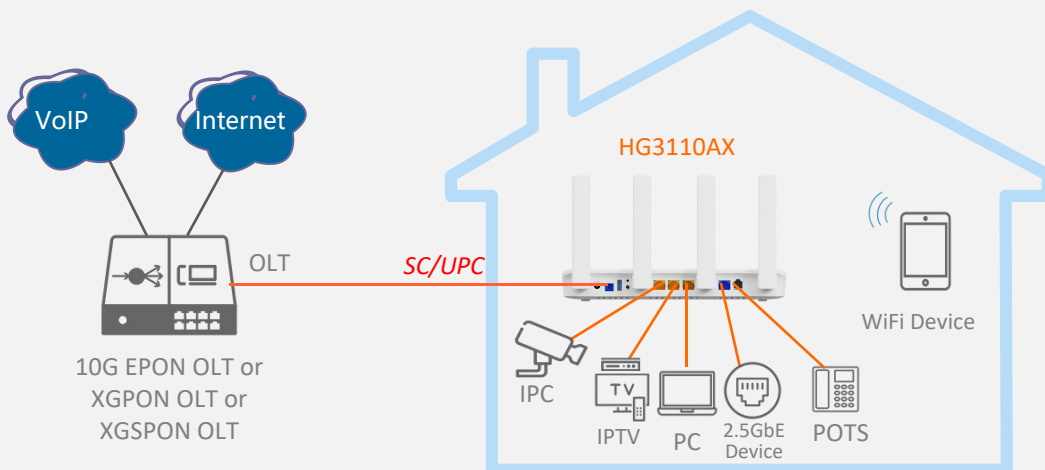 VoIP
Internet
HG3110AX
OLT
SC/UPC
WiFi Device
10G EPON OLT or
XGPON OLT or
XGSPON OLT
IPC
TV
IPTV
PC
2.5GbE
Device
POTS